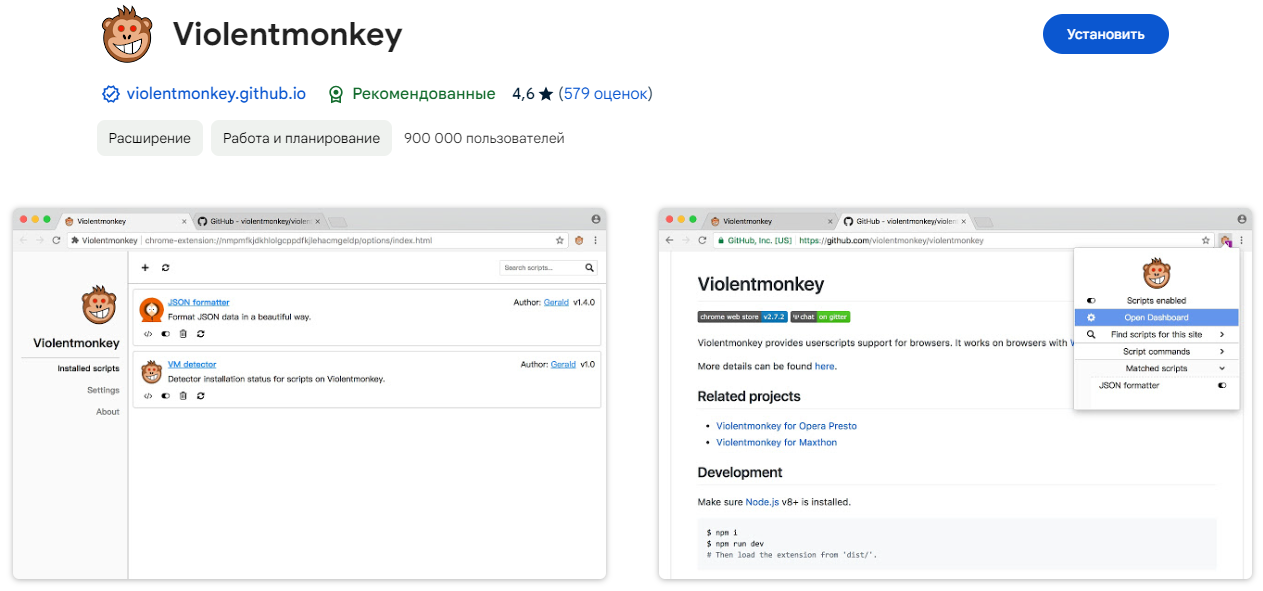 Violentmonkey
Установить
violentmonkey.github.io Рекомендованные 4,6 ★ (579 оценок)
Расширение Работа и планирование 900 000 пользователей
Violentmonkey × GitHub - violentmonkey/violen ×
Violentmonkey | chrome-extension://nmpmfkjdkhlolgcppdfkjlehacmgeldp/options/index.html
Search scripts...
Violentmonkey
Installed scripts
Settings
About
JSON formatter Author: Gerald v1.4.0
Format JSON data in a beautiful way.
VM detector Author: Gerald v1.0
Detector installation status for scripts on Violentmonkey.
Violentmonkey × GitHub - violentmonkey/violen ×
GitHub, Inc. [US] | https://github.com/violentmonkey/violentmonkey
Violentmonkey
chrome web store v2.7.2 chat on gitter
Violentmonkey provides userscripts support for browsers. It works on browsers with
More details can be found here.
Related projects
• Violentmonkey for Opera Presto
• Violentmonkey for Maxthon
Development
Make sure Node.js v8+ is installed.
$ npm i
$ npm run dev
# Then load the extension from 'dist/'.
Scripts enabled
Open Dashboard
Find scripts for this site
Script commands
Matched scripts
JSON formatter